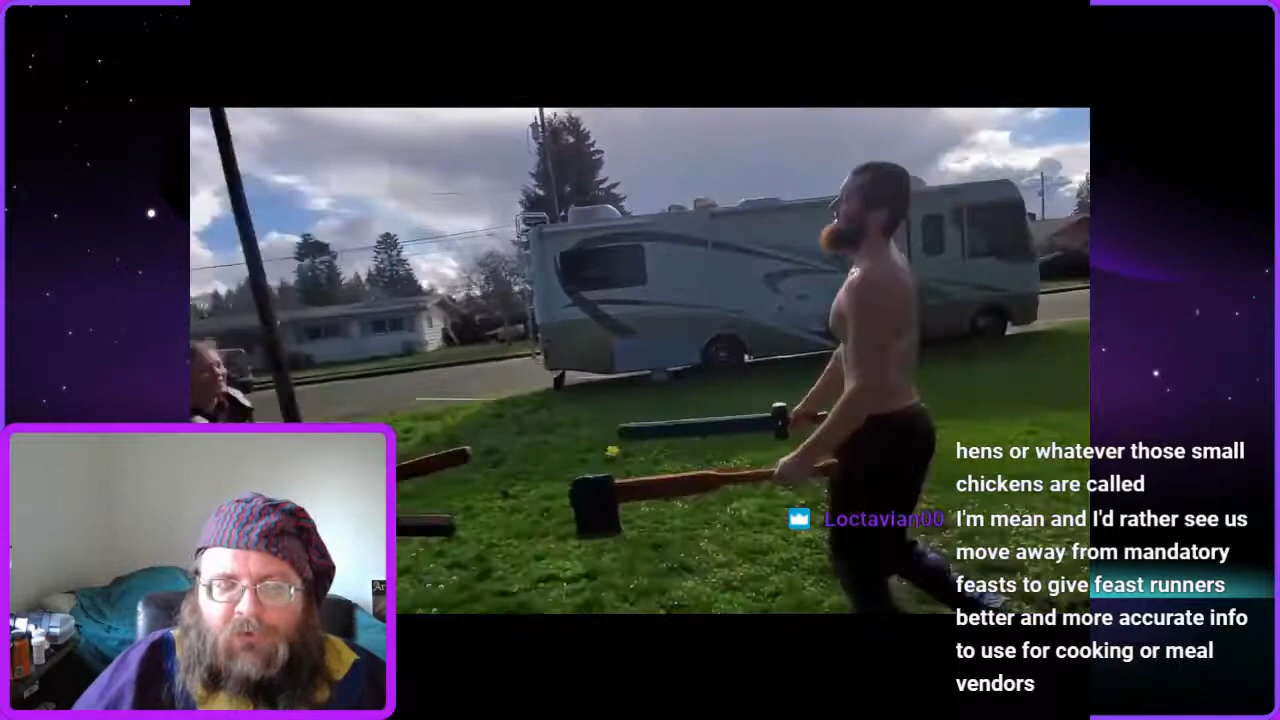 hens or whatever those small
chickens are called
Loctavian00 I'm mean and I'd rather see us
move away from mandatory
feasts to give feast runners
better and more accurate info
to use for cooking or meal
vendors